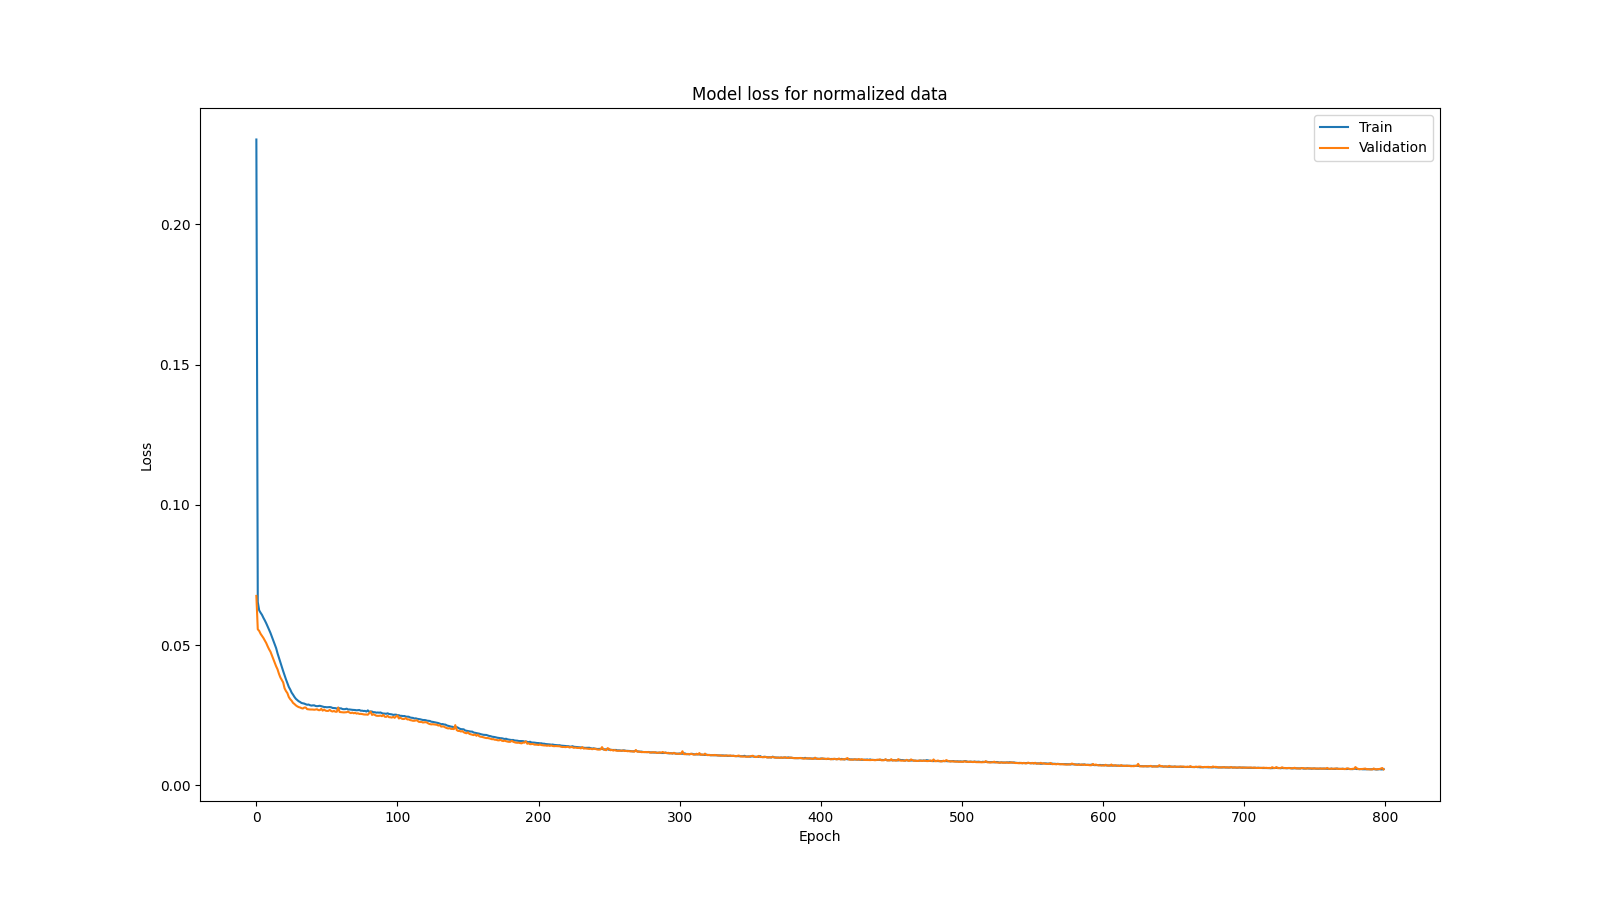 Model loss for normalized data
Train
Validation
0.20
0.15
0.10
0.05
0.00
Loss
0 100 200 300 400 500 600 700 800
Epoch